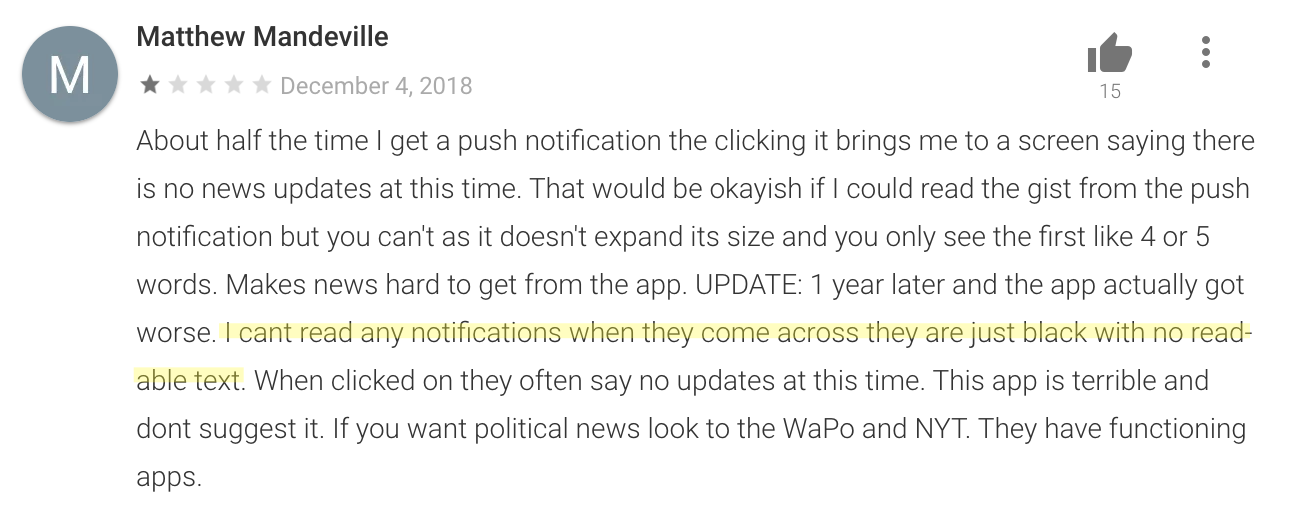 Matthew Mandeville
M
December 4, 2018
15
About half the time I get a push notification the clicking it brings me to a screen saying there
is no news updates at this time. That would be okayish if I could read the gist from the push
notification but you can't as it doesn't expand its size and you only see the first like 4 or 5
words. Makes news hard to get from the app. UPDATE: 1 year later and the app actually got
worse. I cant read any notifications when they come across they are just black with no read-
able text. When clicked on they often say no updates at this time. This app is terrible and
dont suggest it. If you want political news look to the WaPo and NYT. They have functioning
apps.